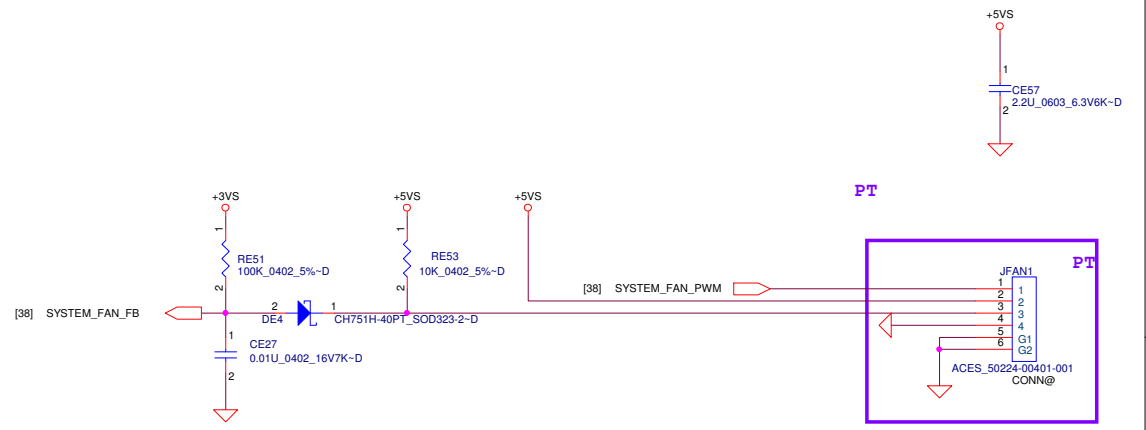 +5VS
1
CE57
2.2U_0603_6.3V6K~D
2
PT
+3VS
+5VS
+5VS
1
1
RE51
100K_0402_5%~D
RE53
10K_0402_5%~D
2
2
PT
JFAN1
[38] SYSTEM_FAN_PWM
1 1
2 2
3 3
4 4
5 G1
6 G2
[38] SYSTEM_FAN_FB
2
1
DE4
CH751H-40PT_SOD323-2~D
1
CE27
0.01U_0402_16V7K~D
2
ACES_50224-00401-001
CONN@